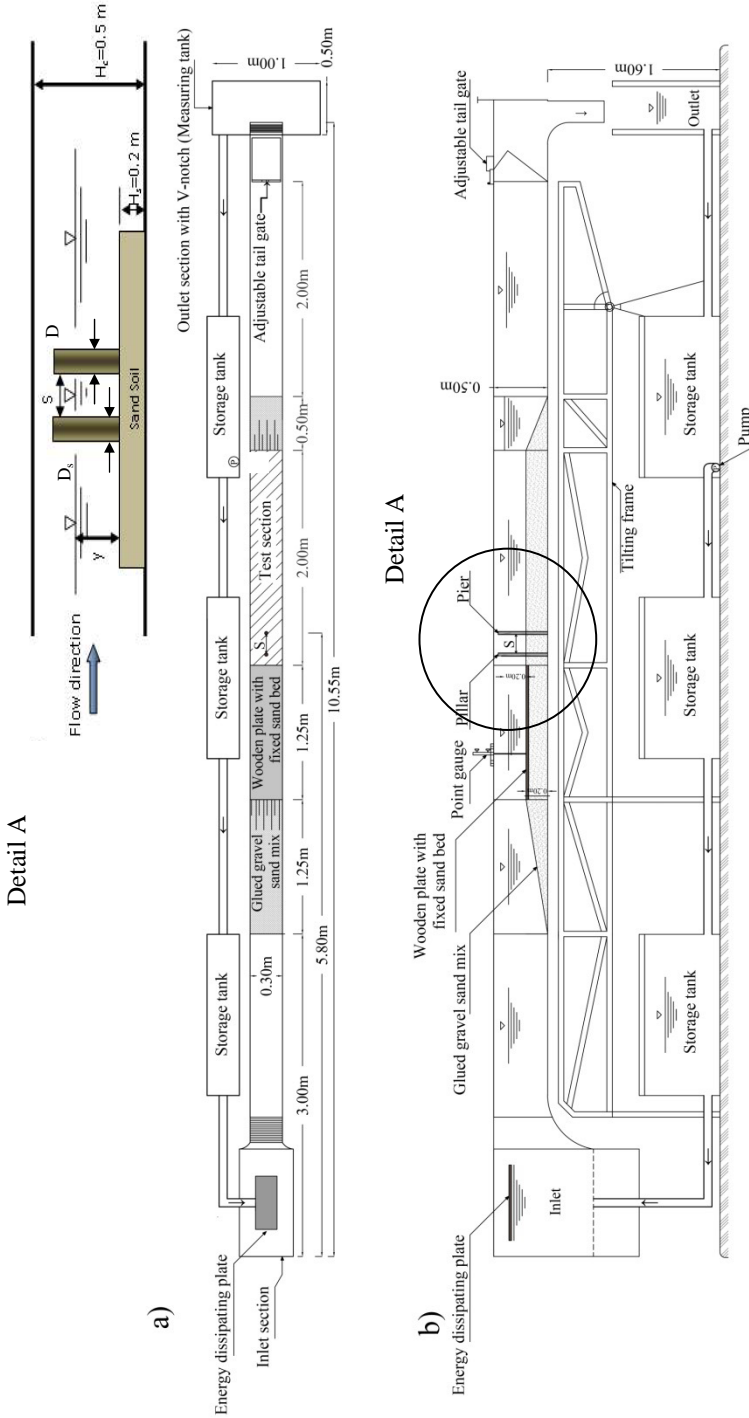 Detail A
Flow direction
y
Dₛ
S
D
Sand Soil
Hₛ=0.2 m
H꜀=0.5 m
a)
Energy dissipating plate
Inlet section
Storage tank
Storage tank
Storage tank
Outlet section with V-notch (Measuring tank)
P
0.30m
Glued gravel
sand mix
Wooden plate with
fixed sand bed
S
Test section
Adjustable tail gate
1.00m
0.50m
3.00m
1.25m
1.25m
2.00m
0.50m
2.00m
5.80m
10.55m
Detail A
b)
Energy dissipating plate
Inlet
Glued gravel sand mix
Wooden plate with
fixed sand bed
Point gauge
Pillar
Pier
S
0.20m
0.20m
0.50m
Adjustable tail gate
1.60m
Outlet
Tilting frame
Storage tank
Storage tank
Storage tank
Pump